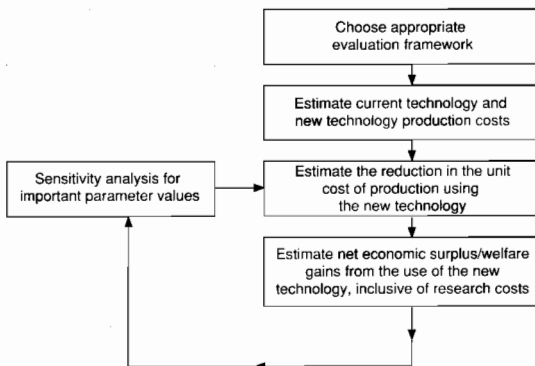 Choose appropriate
evaluation framework
Estimate current technology and
new technology production costs
Sensitivity analysis for
important parameter values
Estimate the reduction in the unit
cost of production using
the new technology
Estimate net economic surplus/welfare
gains from the use of the new
technology, inclusive of research costs